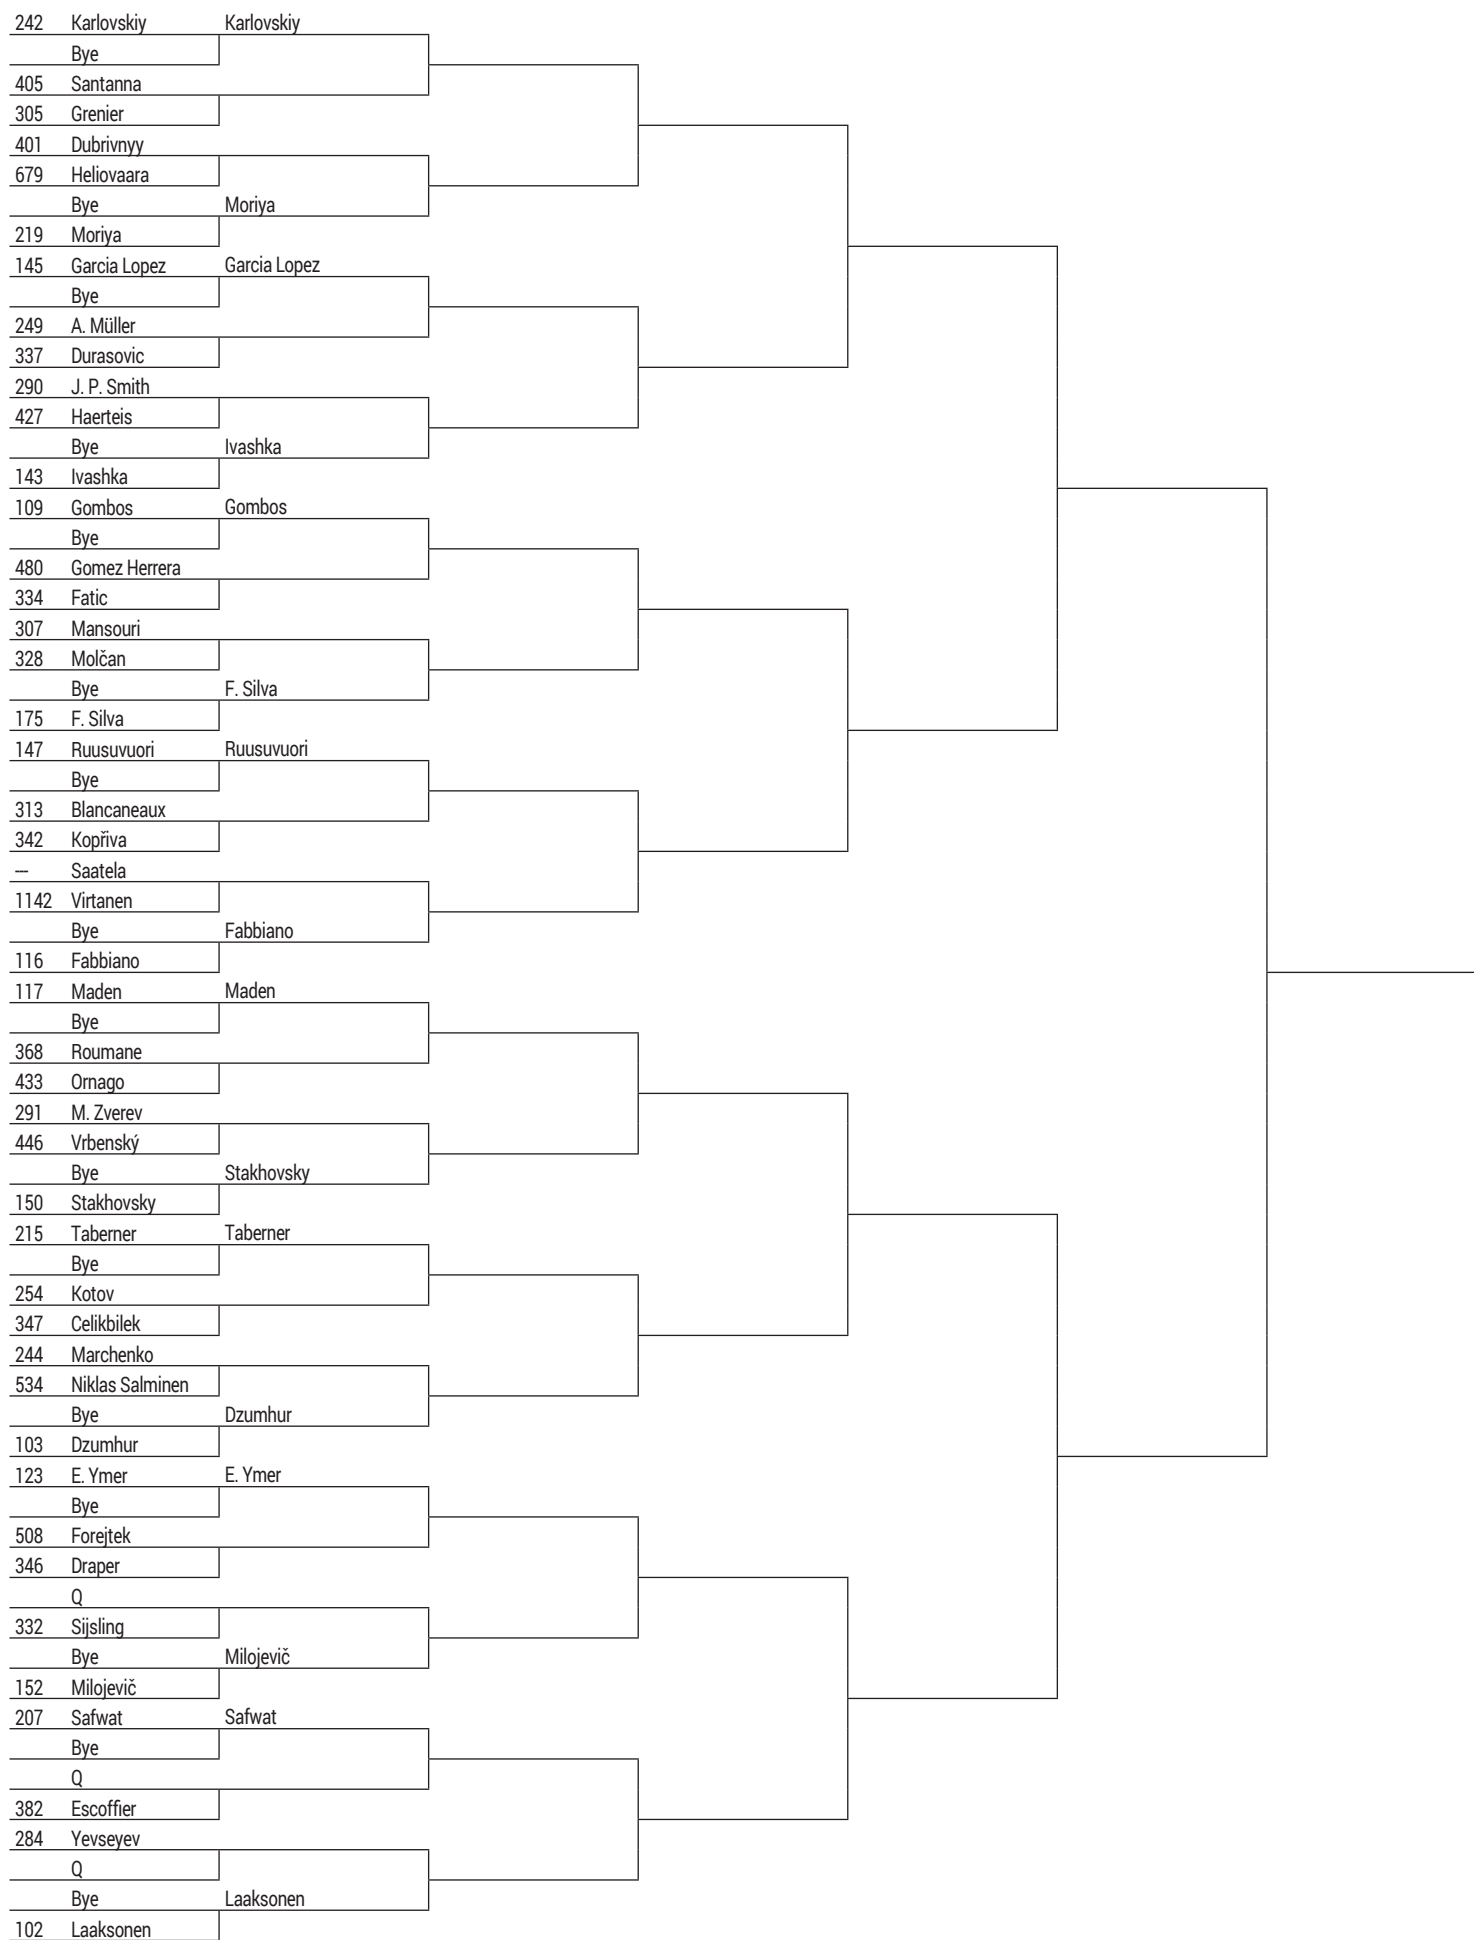 242 Karlovskiy Karlovskiy
Bye
405 Santanna
305 Grenier
401 Dubrivnyy
679 Heliovaara
Bye Moriya
219 Moriya
145 Garcia Lopez Garcia Lopez
Bye
249 A. Müller
337 Durasovic
290 J. P. Smith
427 Haerteis
Bye Ivashka
143 Ivashka
109 Gombos Gombos
Bye
480 Gomez Herrera
334 Fatic
307 Mansouri
328 Molčan
Bye F. Silva
175 F. Silva
147 Ruusuvuori Ruusuvuori
Bye
313 Blancaneaux
342 Kopřiva
--- Saatela
1142 Virtanen
Bye Fabbiano
116 Fabbiano
117 Maden Maden
Bye
368 Roumane
433 Ornago
291 M. Zverev
446 Vrbenský
Bye Stakhovsky
150 Stakhovsky
215 Taberner Taberner
Bye
254 Kotov
347 Celikbilek
244 Marchenko
534 Niklas Salminen
Bye Dzumhur
103 Dzumhur
123 E. Ymer E. Ymer
Bye
508 Forejtek
346 Draper
Q
332 Sijsling
Bye Milojevič
152 Milojevič
207 Safwat Safwat
Bye
Q
382 Escoffier
284 Yevseyev
Q
Bye Laaksonen
102 Laaksonen